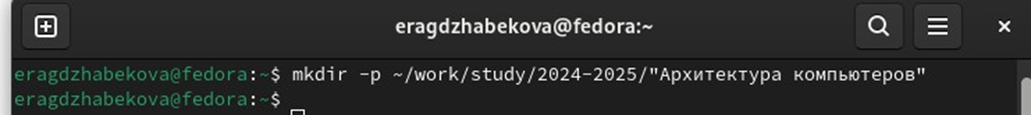 eragdzhabekova@fedora:~
eragdzhabekova@fedora:~$ mkdir -p ~/work/study/2024-2025/"Архитектура компьютеров"
eragdzhabekova@fedora:~$